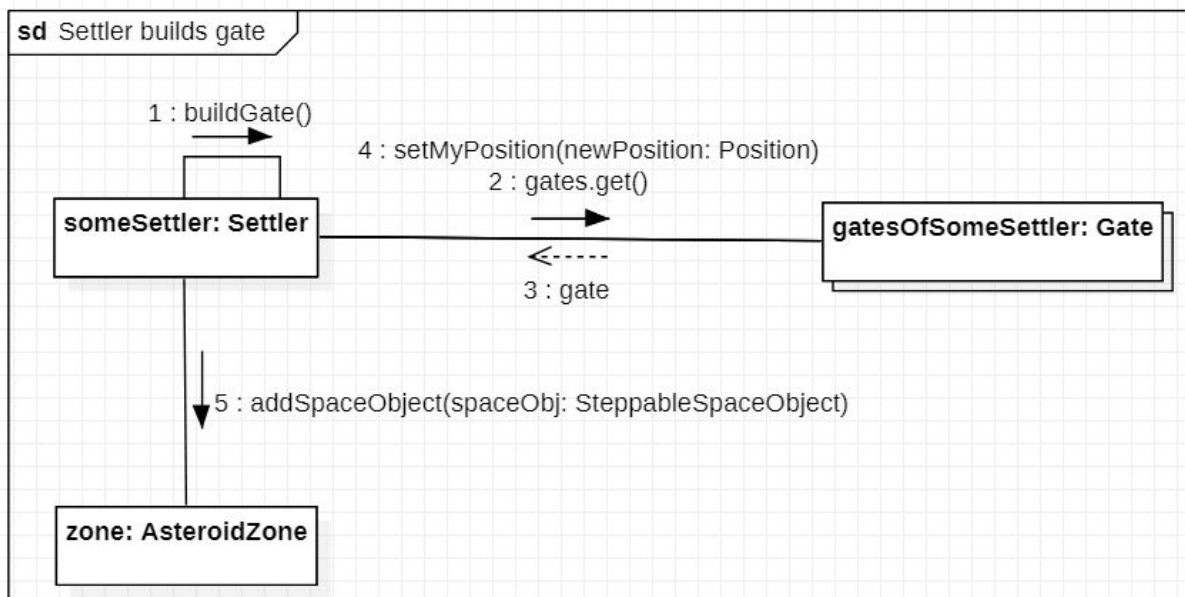 sd Settler builds gate
1 : buildGate()
4 : setMyPosition(newPosition: Position)
2 : gates.get()
someSettler: Settler
gatesOfSomeSettler: Gate
3 : gate
5 : addSpaceObject(spaceObj: SteppableSpaceObject)
zone: AsteroidZone